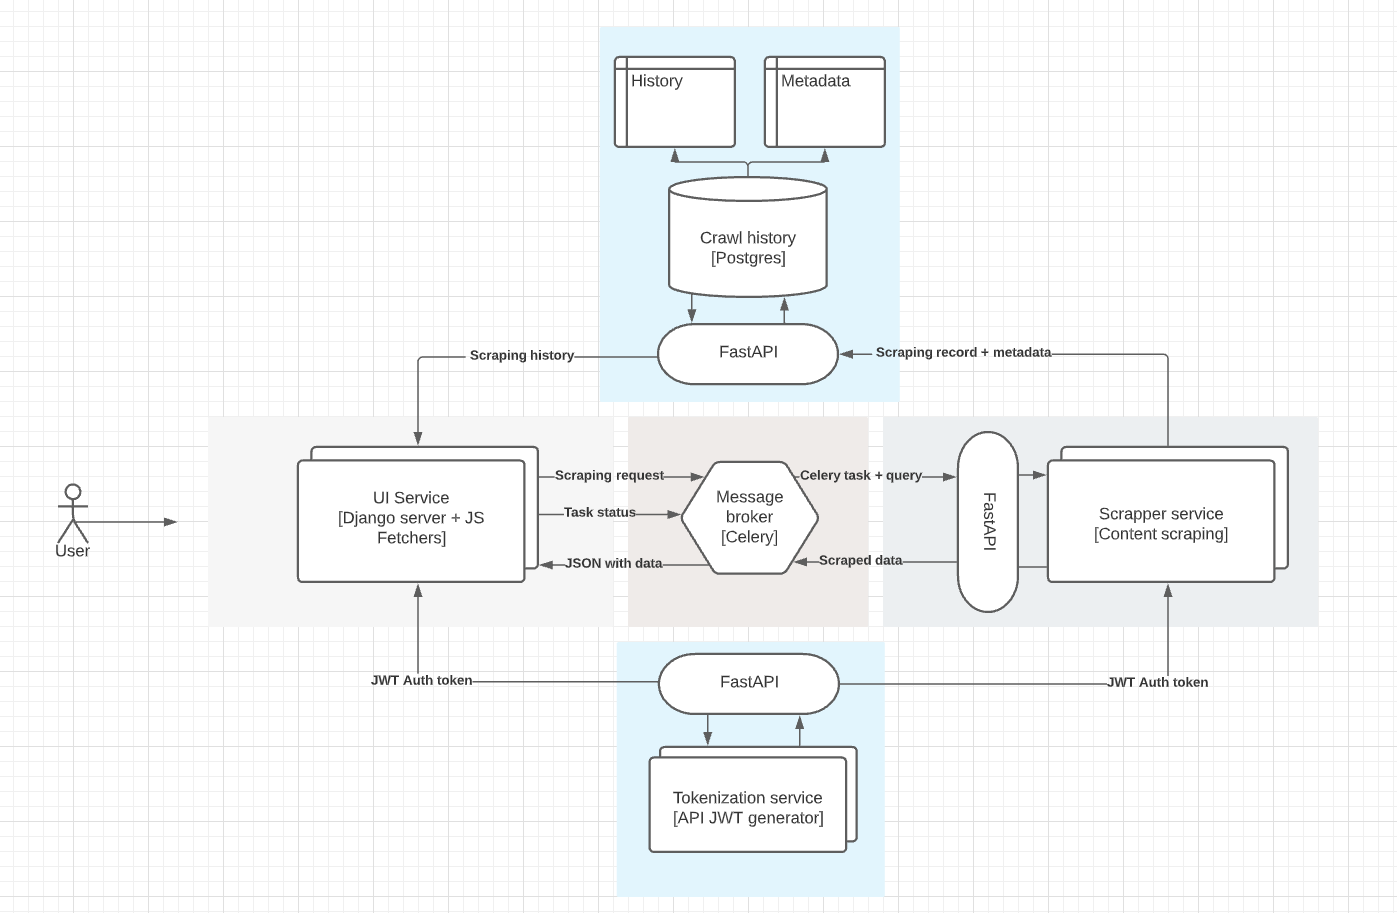 History
Metadata
Crawl history
[Postgres]
FastAPI
Scraping history
Scraping record + metadata
UI Service
[Django server + JS
Fetchers]
Scraping request
Task status
JSON with data
Message
broker
[Celery]
Celery task + query
Scraped data
FastAPI
Scrapper service
[Content scraping]
User
JWT Auth token
FastAPI
JWT Auth token
Tokenization service
[API JWT generator]